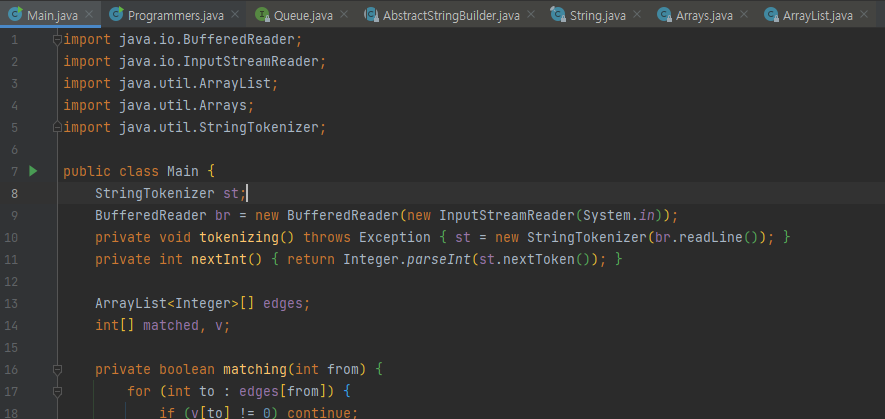 Main.java Programmers.java Queue.java AbstractStringBuilder.java String.java Arrays.java ArrayList.java
1 import java.io.BufferedReader;
2 import java.io.InputStreamReader;
3 import java.util.ArrayList;
4 import java.util.Arrays;
5 import java.util.StringTokenizer;
6
7 public class Main {
8 StringTokenizer st;
9 BufferedReader br = new BufferedReader(new InputStreamReader(System.in));
10 private void tokenizing() throws Exception { st = new StringTokenizer(br.readLine()); }
11 private int nextInt() { return Integer.parseInt(st.nextToken()); }
12
13 ArrayList<Integer>[] edges;
14 int[] matched, v;
15
16 private boolean matching(int from) {
17 for (int to : edges[from]) {
18 if (v[to] != 0) continue;